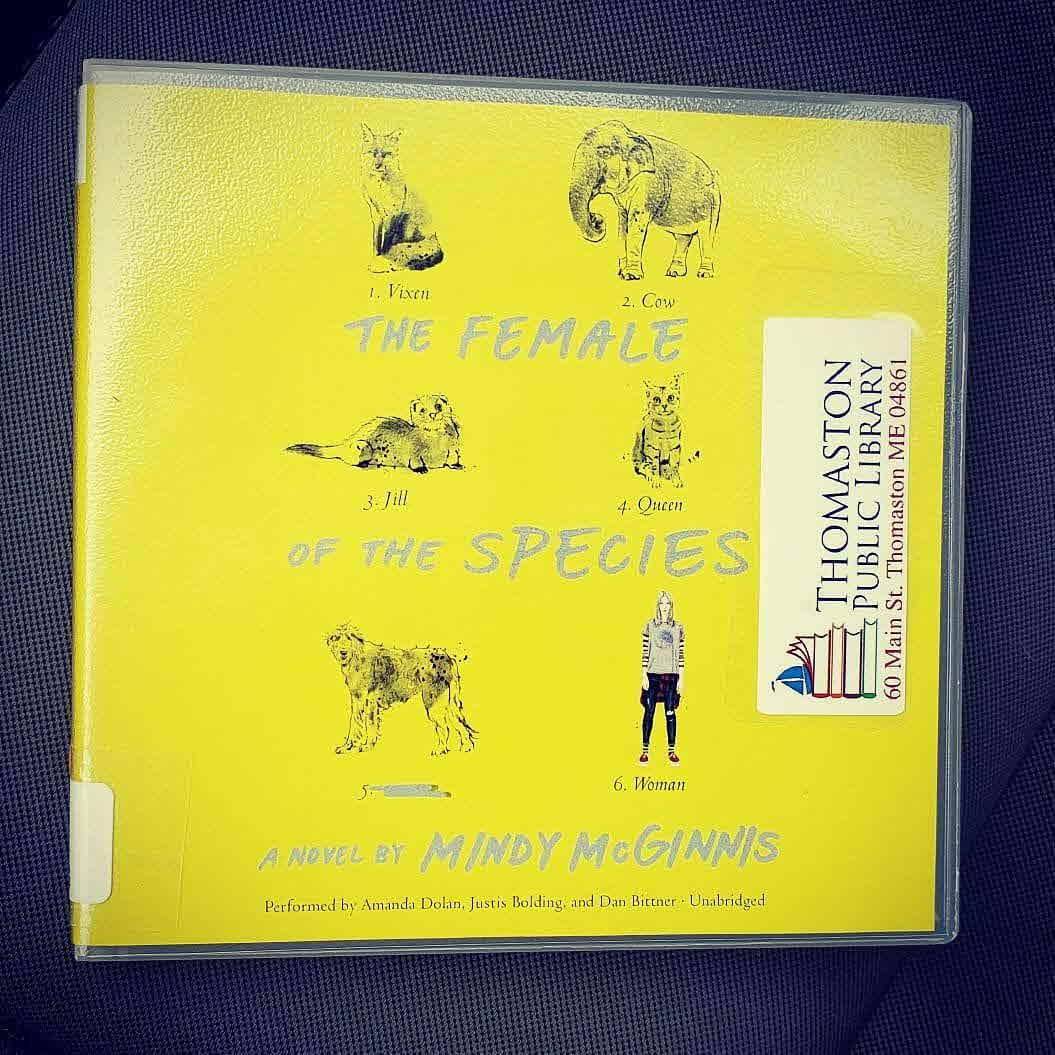 1. Vixen
2. Cow
THE FEMALE
3. Jill
4. Queen
OF THE SPECIES
5.
6. Woman
A NOVEL BY MINDY McGINNIS
Performed by Amanda Dolan, Justis Bolding, and Dan Bittner · Unabridged
THOMASTON
PUBLIC LIBRARY
60 Main St. Thomaston ME 04861